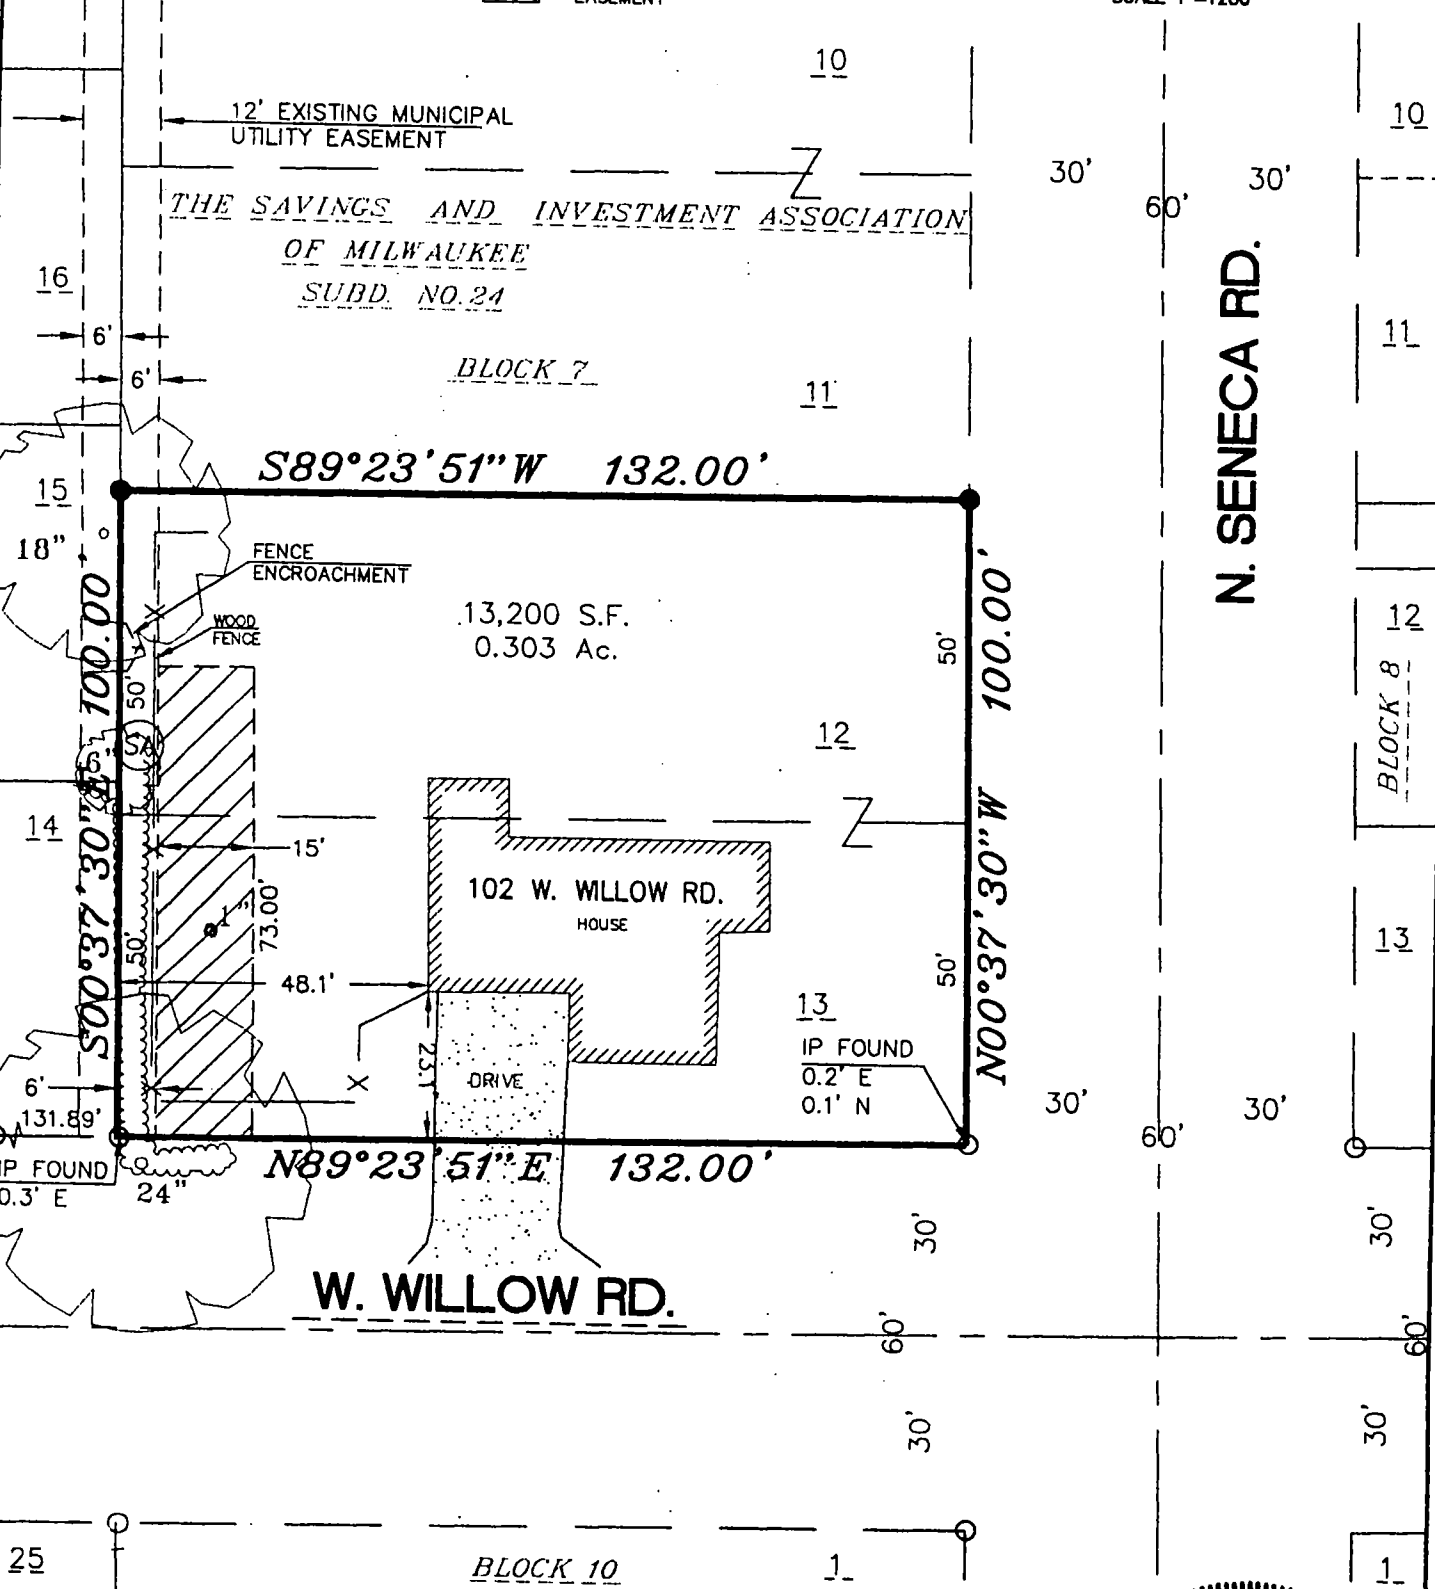 EASEMENT
10
12' EXISTING MUNICIPAL
UTILITY EASEMENT
10
30'
30'
60'
THE SAVINGS AND INVESTMENT ASSOCIATION
OF MILWAUKEE
SUBD. NO.24
16
6'
6'
BLOCK 7
11
11
N. SENECA RD.
S89°23'51"W 132.00'
15
18"
FENCE
ENCROACHMENT
WOOD
FENCE
13,200 S.F.
0.303 Ac.
50'
100.00'
12
BLOCK 8
S00°37'30"E 100.00'
50'
SA
6"
12
14
15'
102 W. WILLOW RD.
HOUSE
N00°37'30"W
1"
73.00'
50'
50'
13
48.1'
13
IP FOUND
0.2' E
0.1' N
23.1'
DRIVE
6'
131.89'
30'
30'
60'
IP FOUND
0.3' E
24"
N89°23'51"E 132.00'
30'
30'
W. WILLOW RD.
60'
60'
30'
30'
25
BLOCK 10
1
1